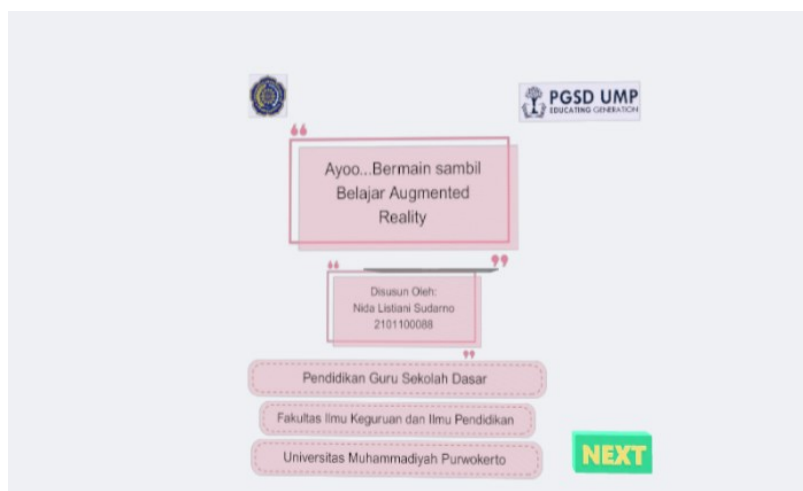 PGSD UMP
EDUCATING GENERATION
Ayoo...Bermain sambil
Belajar Augmented
Reality
Disusun Oleh:
Nida Listiani Sudarno
2101100088
Pendidikan Guru Sekolah Dasar
Fakultas Ilmu Keguruan dan Ilmu Pendidikan
Universitas Muhammadiyah Purwokerto
NEXT